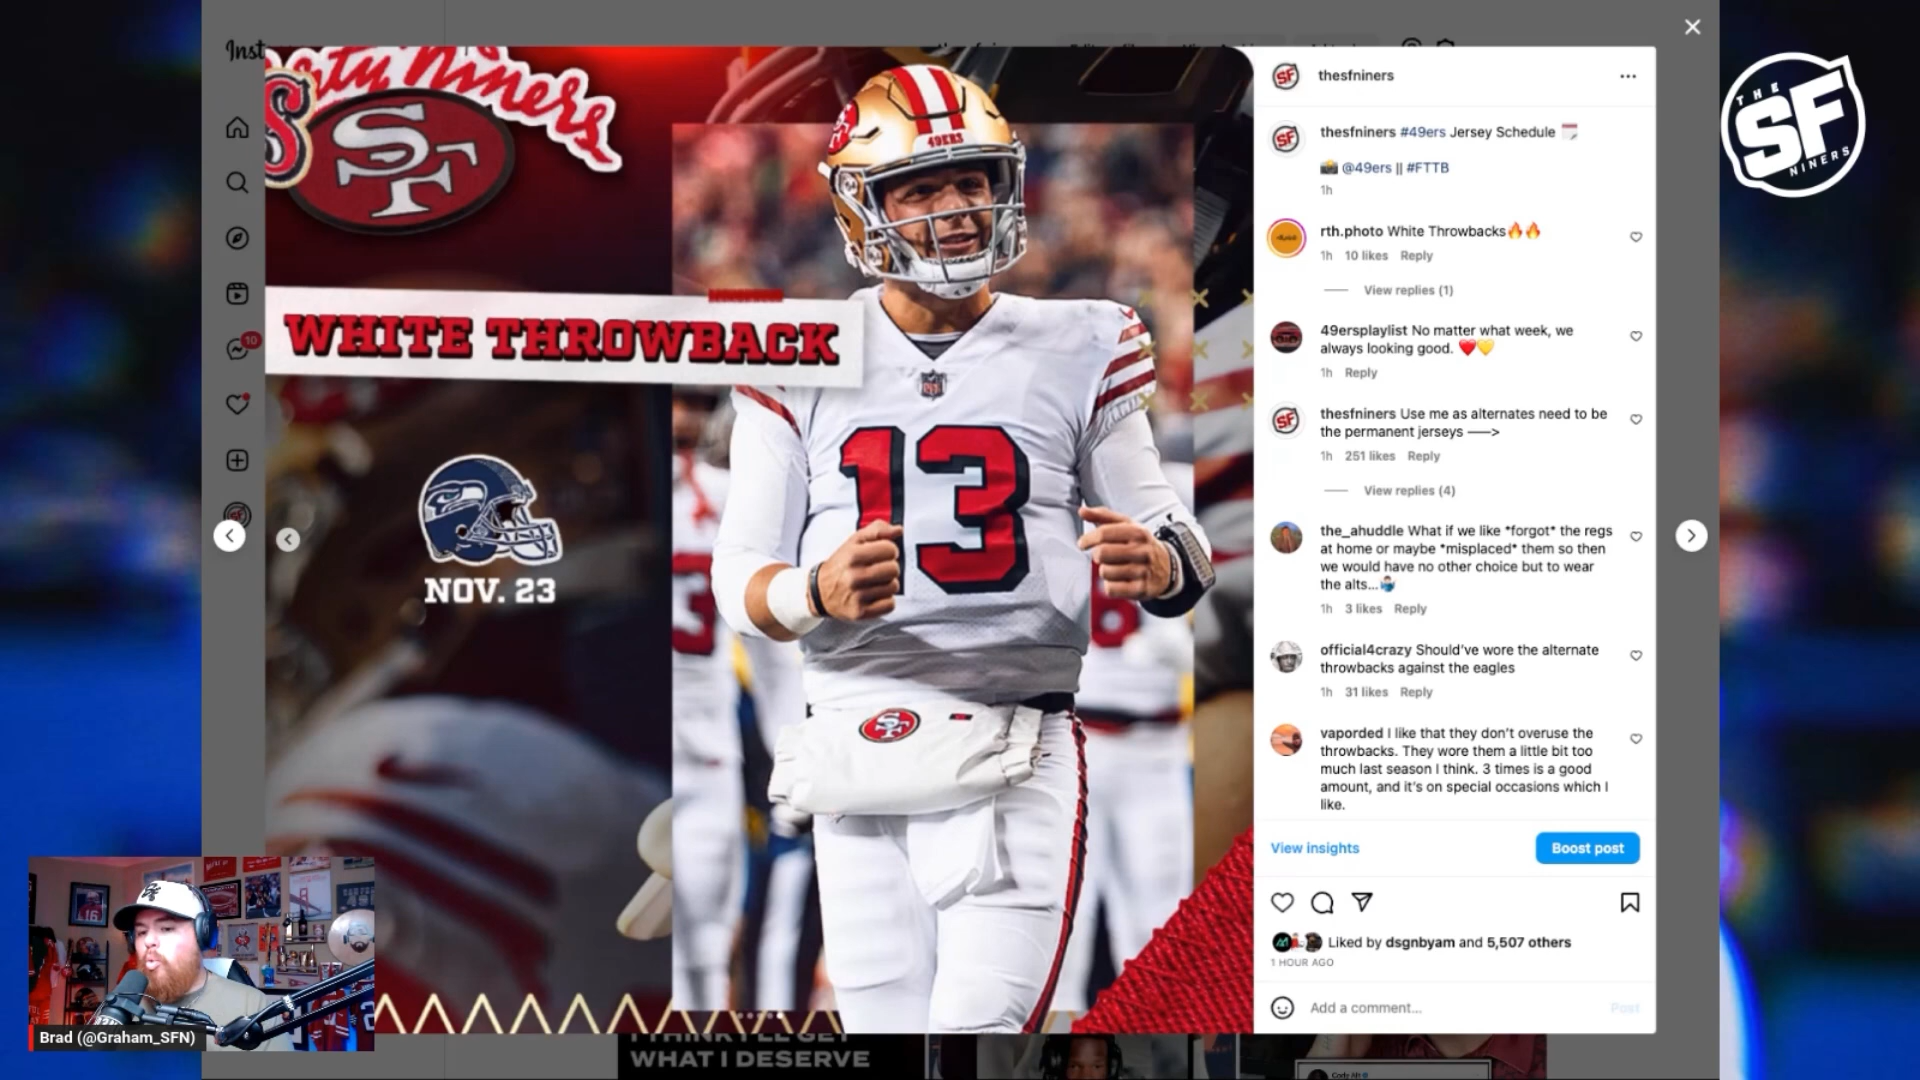 Inst
orty Niners
SF
WHITE THROWBACK
NOV. 23
49ERS
13
SF
THE
SF
NINERS
thesfniners
thesfniners #49ers Jersey Schedule
@49ers || #FTTB
1h
rth.photo White Throwbacks🔥🔥
1h 10 likes Reply
View replies (1)
49ersplaylist No matter what week, we
always looking good. ❤️💛
1h Reply
thesfniners Use me as alternates need to be
the permanent jerseys ——>
1h 251 likes Reply
View replies (4)
the_ahuddle What if we like *forgot* the regs
at home or maybe *misplaced* them so then
we would have no other choice but to wear
the alts...
1h 3 likes Reply
official4crazy Should've wore the alternate
throwbacks against the eagles
1h 31 likes Reply
vaporded I like that they don't overuse the
throwbacks. They wore them a little bit too
much last season I think. 3 times is a good
amount, and it's on special occasions which I
like.
View insights
Boost post
Liked by dsgnbyam and 5,507 others
1 HOUR AGO
Add a comment...
Post
10
16
Brad (@Graham_SFN)
I THINK I'LL GET
WHAT I DESERVE